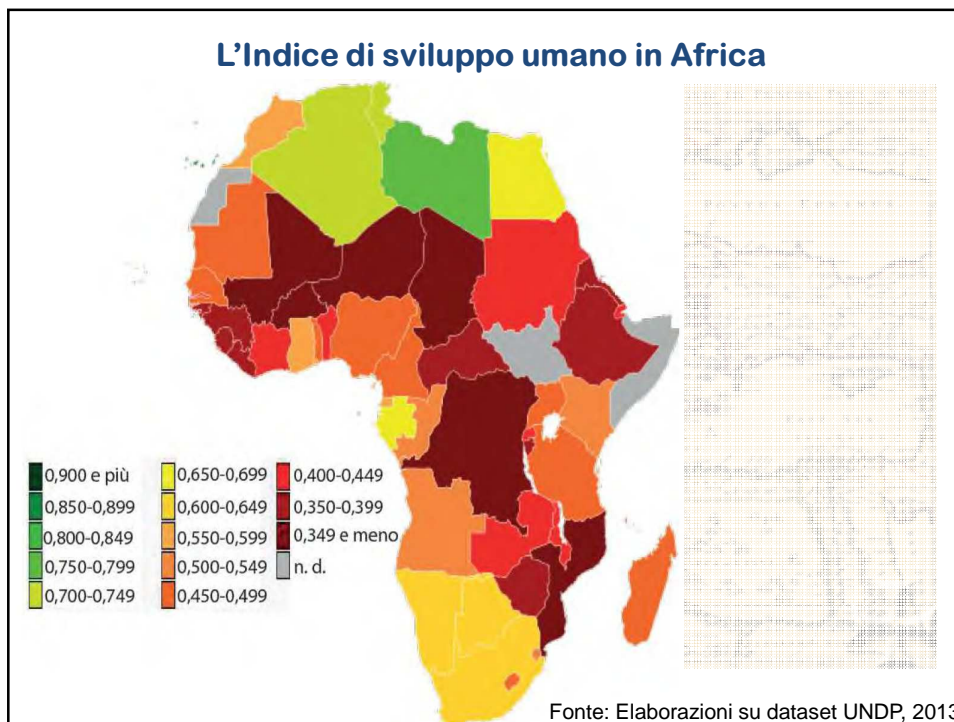 L'Indice di sviluppo umano in Africa
0,900 e più
0,850-0,899
0,800-0,849
0,750-0,799
0,700-0,749
0,650-0,699
0,600-0,649
0,550-0,599
0,500-0,549
0,450-0,499
0,400-0,449
0,350-0,399
0,349 e meno
n. d.
Fonte: Elaborazioni su dataset UNDP, 2013